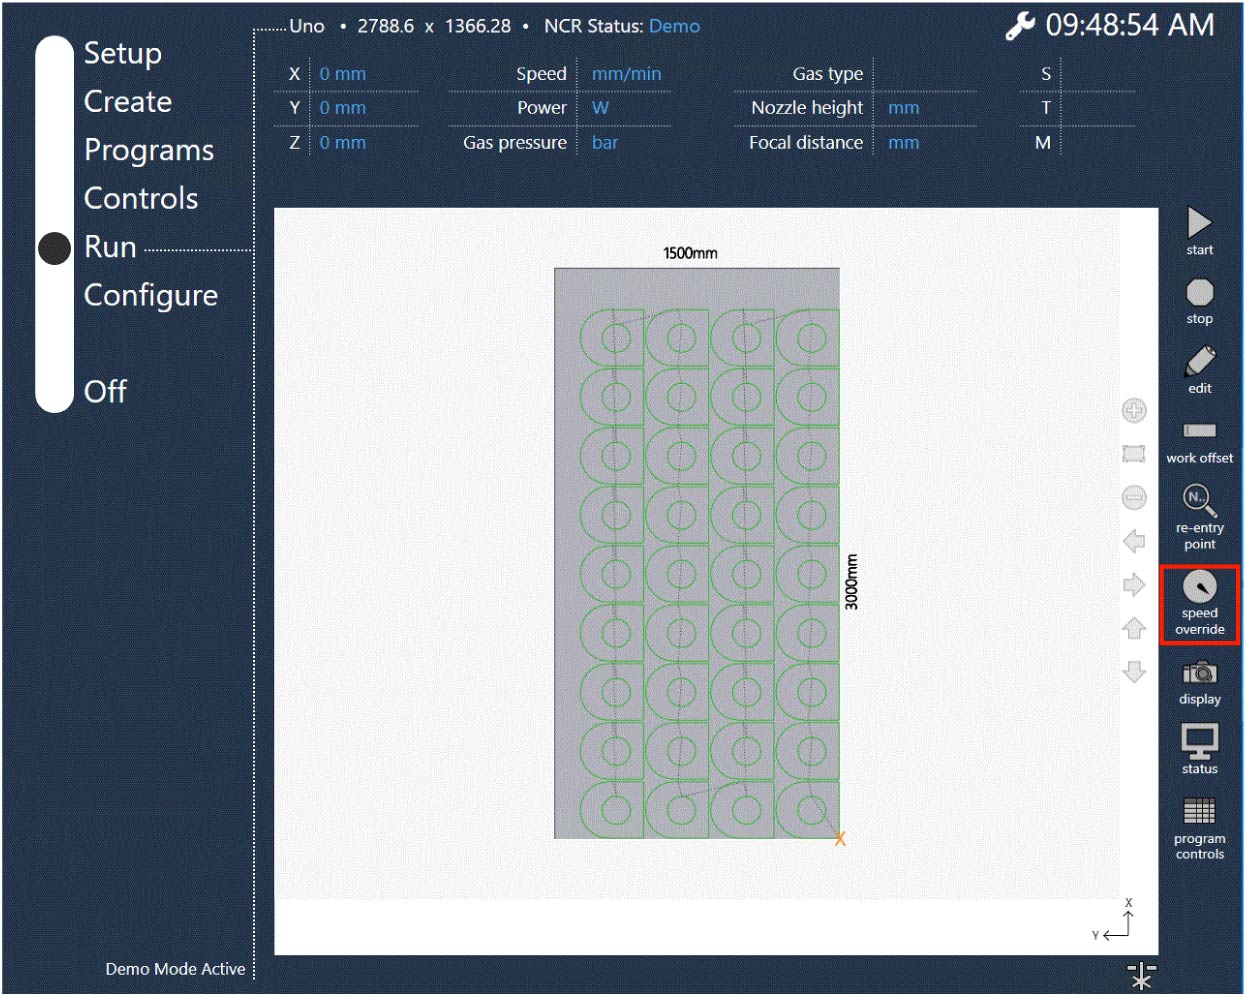 Uno • 2788.6 x 1366.28 • NCR Status: Demo
09:48:54 AM
Setup
Create
Programs
Controls
Run
Configure
Off
X 0 mm Speed mm/min Gas type S
Y 0 mm Power W Nozzle height mm T
Z 0 mm Gas pressure bar Focal distance mm M
1500mm
3000mm
X
X
Y
start
stop
edit
work offset
N..
re-entry
point
speed
override
display
status
program
controls
Demo Mode Active